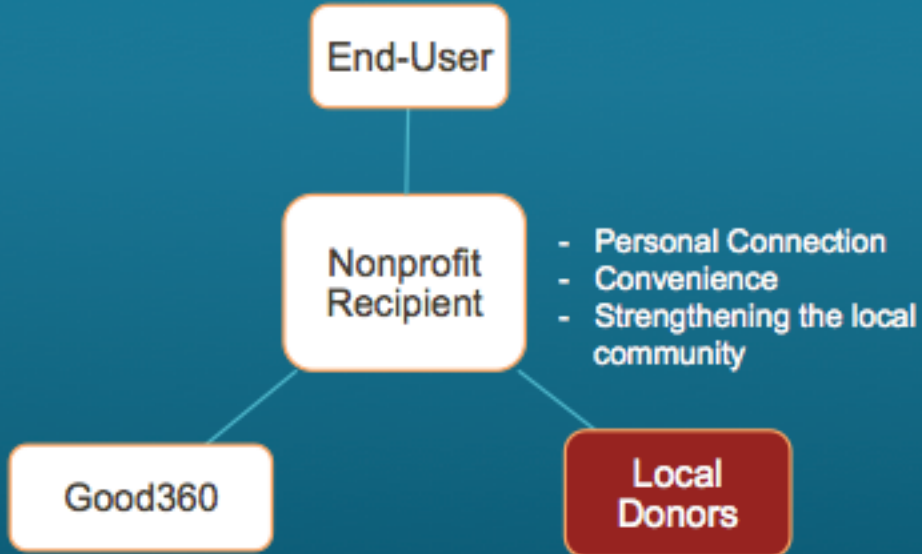 End-User
Nonprofit
Recipient
- Personal Connection
- Convenience
- Strengthening the local
community
Good360
Local
Donors